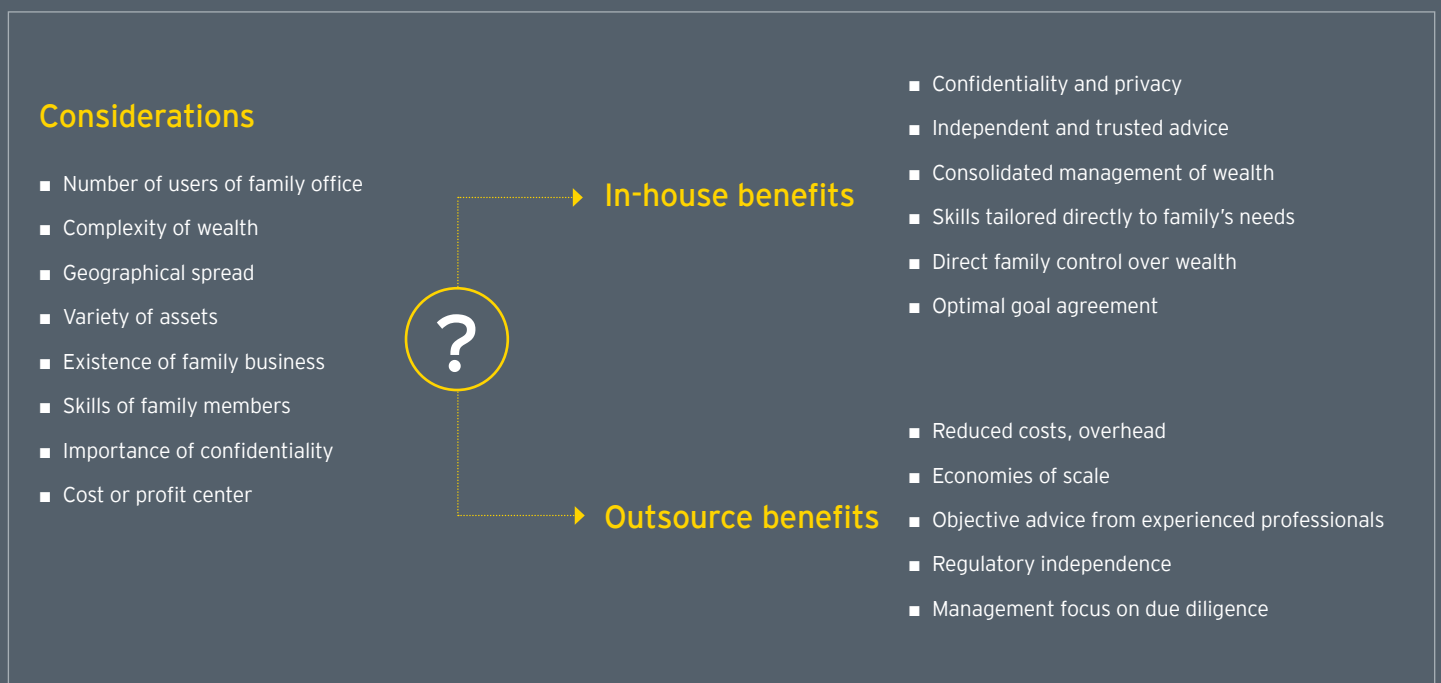 Considerations
■ Number of users of family office
■ Complexity of wealth
■ Geographical spread
■ Variety of assets
■ Existence of family business
■ Skills of family members
■ Importance of confidentiality
■ Cost or profit center
?
In-house benefits
■ Confidentiality and privacy
■ Independent and trusted advice
■ Consolidated management of wealth
■ Skills tailored directly to family’s needs
■ Direct family control over wealth
■ Optimal goal agreement
Outsource benefits
■ Reduced costs, overhead
■ Economies of scale
■ Objective advice from experienced professionals
■ Regulatory independence
■ Management focus on due diligence